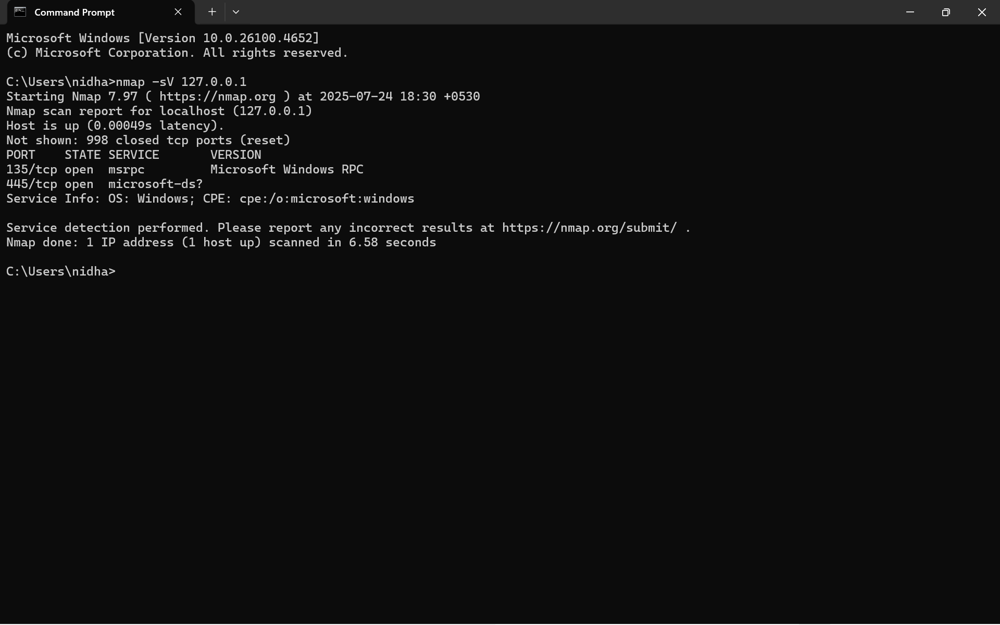 Command Prompt
Microsoft Windows [Version 10.0.26100.4652]
(c) Microsoft Corporation. All rights reserved.
C:\Users\nidha>nmap -sV 127.0.0.1
Starting Nmap 7.97 ( https://nmap.org ) at 2025-07-24 18:30 +0530
Nmap scan report for localhost (127.0.0.1)
Host is up (0.00049s latency).
Not shown: 998 closed tcp ports (reset)
PORT    STATE SERVICE       VERSION
135/tcp open  msrpc         Microsoft Windows RPC
445/tcp open  microsoft-ds?
Service Info: OS: Windows; CPE: cpe:/o:microsoft:windows
Service detection performed. Please report any incorrect results at https://nmap.org/submit/ .
Nmap done: 1 IP address (1 host up) scanned in 6.58 seconds
C:\Users\nidha>